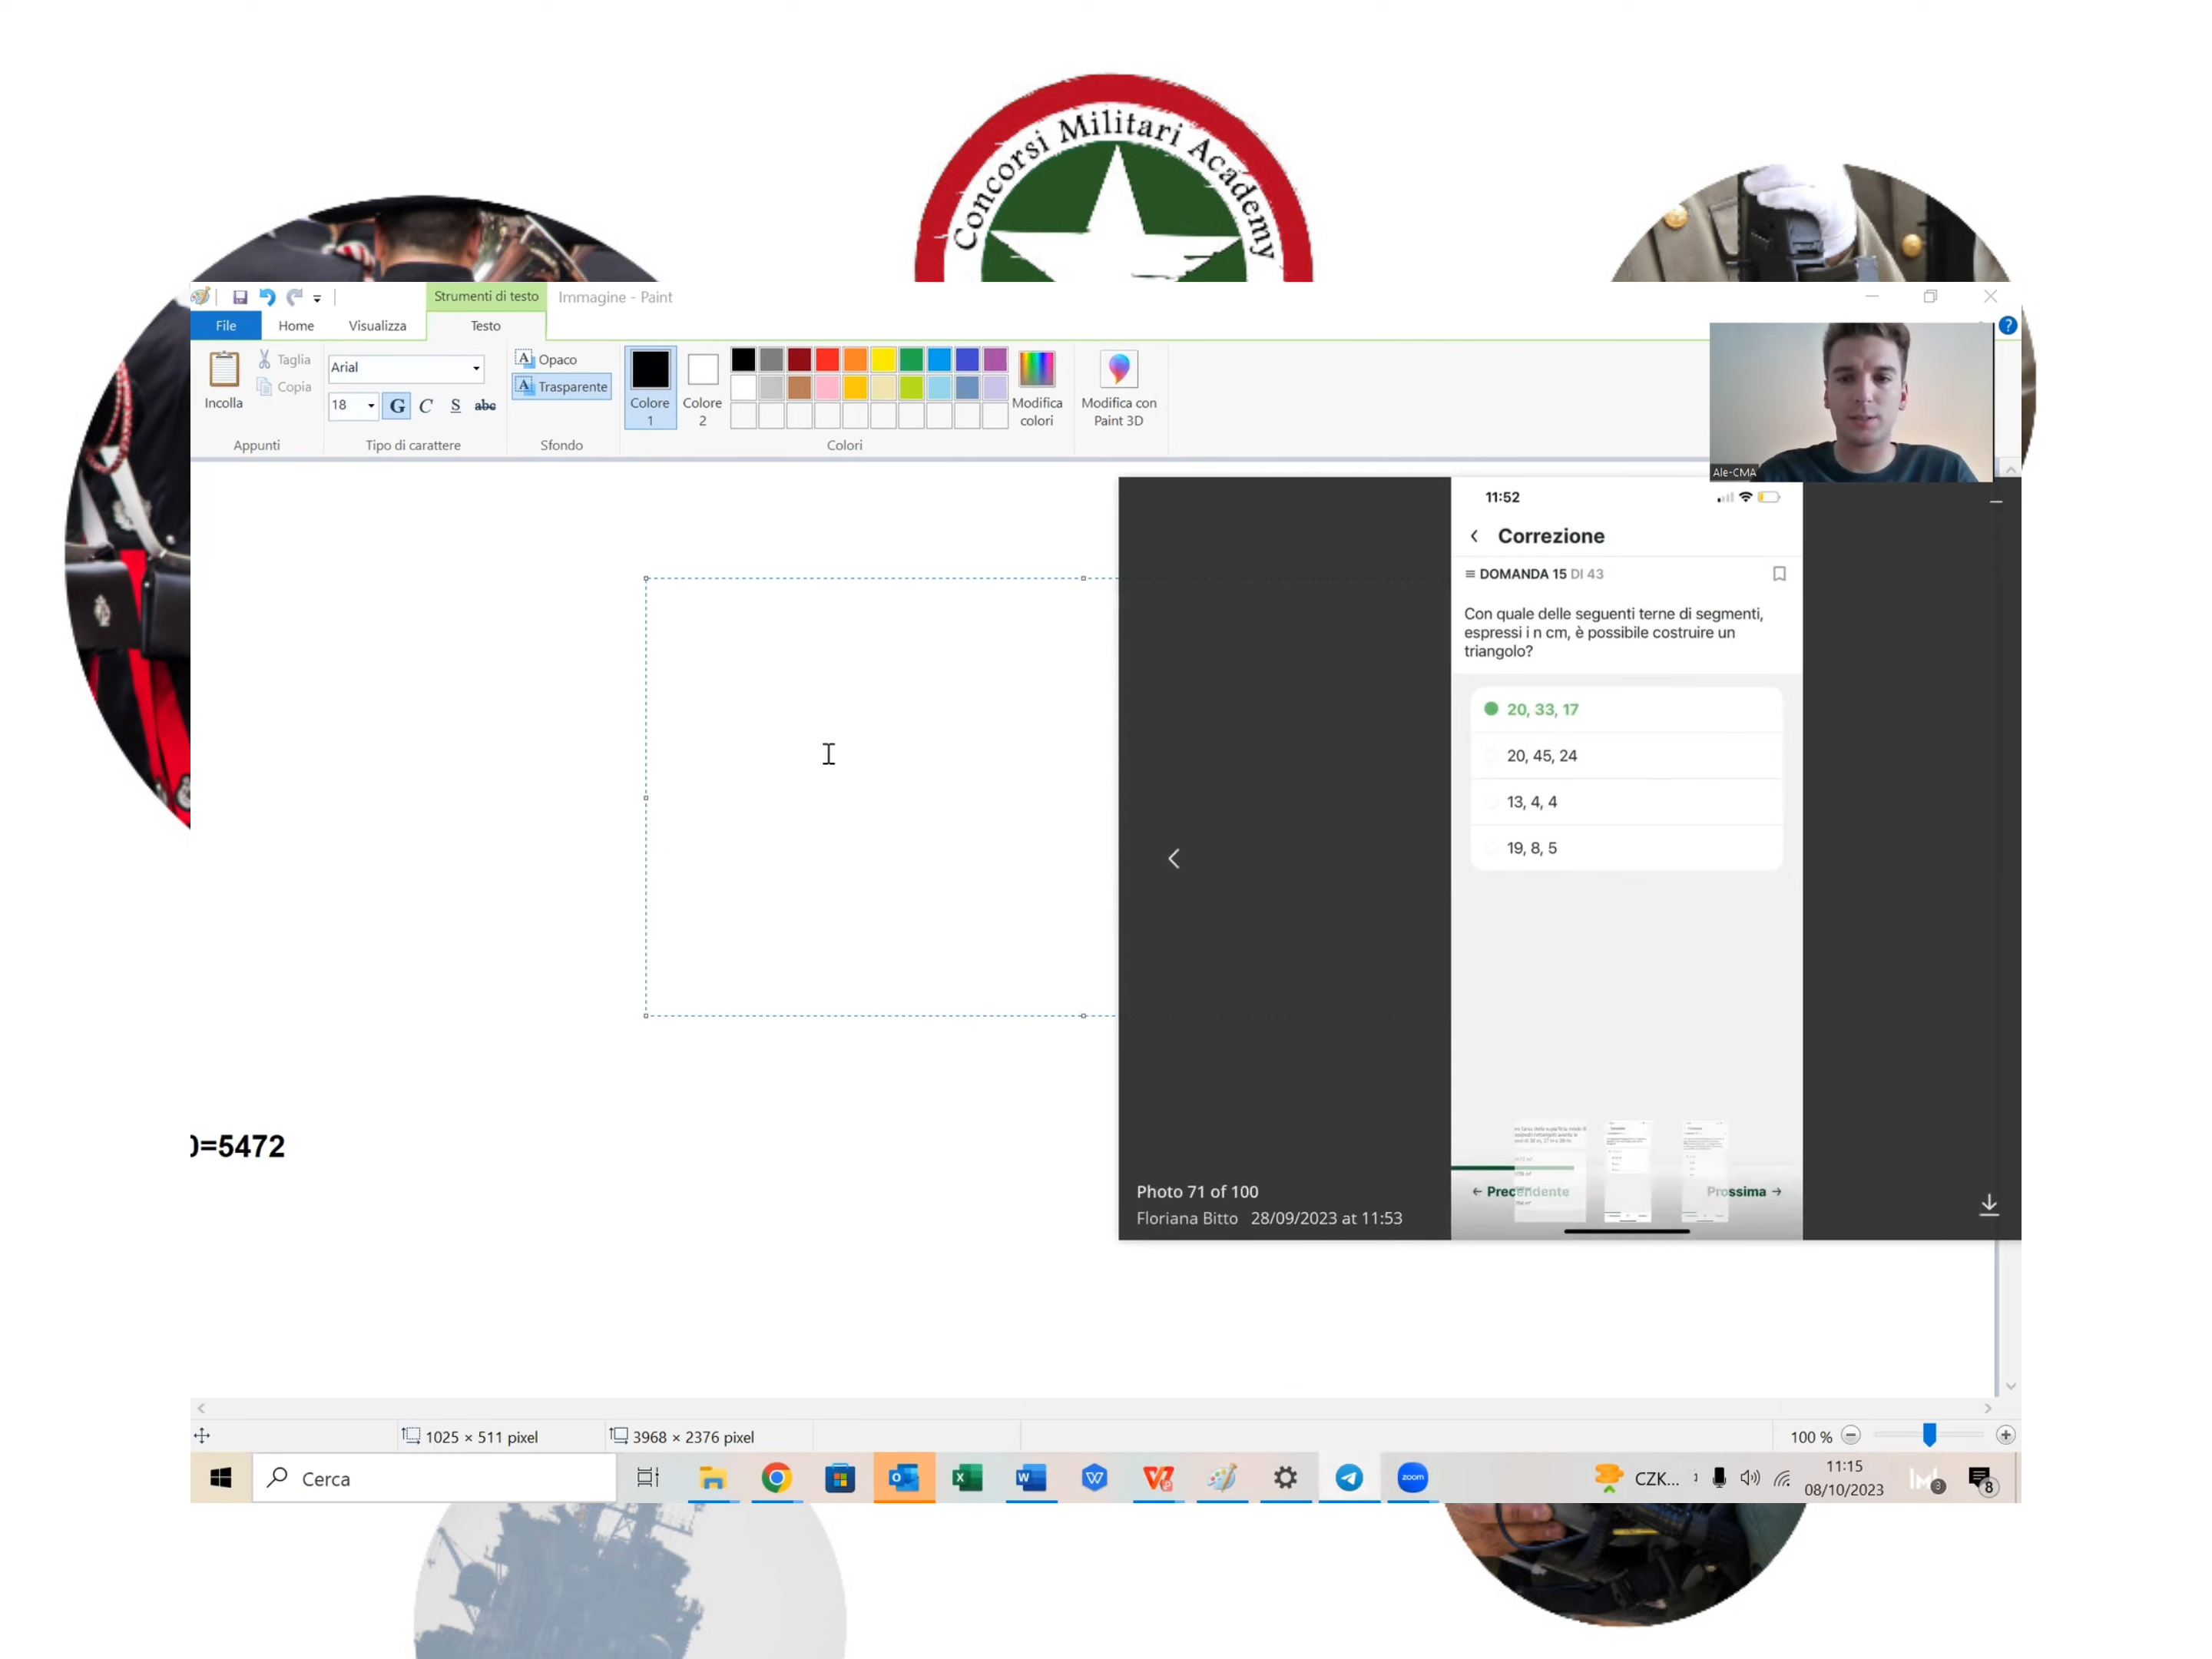 Concorsi Militari Academy
Strumenti di testo
Immagine - Paint
File
Home
Visualizza
Testo
?
Incolla
Taglia
Copia
Appunti
Arial
18
G C S abc
Tipo di carattere
A Opaco
A Trasparente
Sfondo
Colore
1
Colore
2
Colori
Modifica
colori
Modifica con
Paint 3D
Ale-CMA
11:52
Correzione
DOMANDA 15 DI 43
Con quale delle seguenti terne di segmenti,
espressi i n cm, è possibile costruire un
triangolo?
20, 33, 17
20, 45, 24
13, 4, 4
19, 8, 5
← Precendente
Prossima →
Photo 71 of 100
Floriana Bitto 28/09/2023 at 11:53
=5472
1025 × 511 pixel
3968 × 2376 pixel
100 %
Cerca
zoom
CZK...
11:15
08/10/2023
3
8